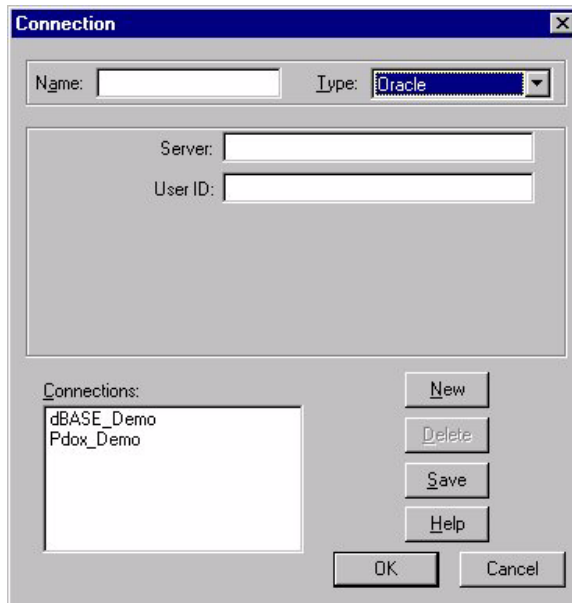 Connection
Name:
Type: Oracle
Server:
User ID:
Connections:
dBASE_Demo
Pdox_Demo
New
Delete
Save
Help
OK
Cancel